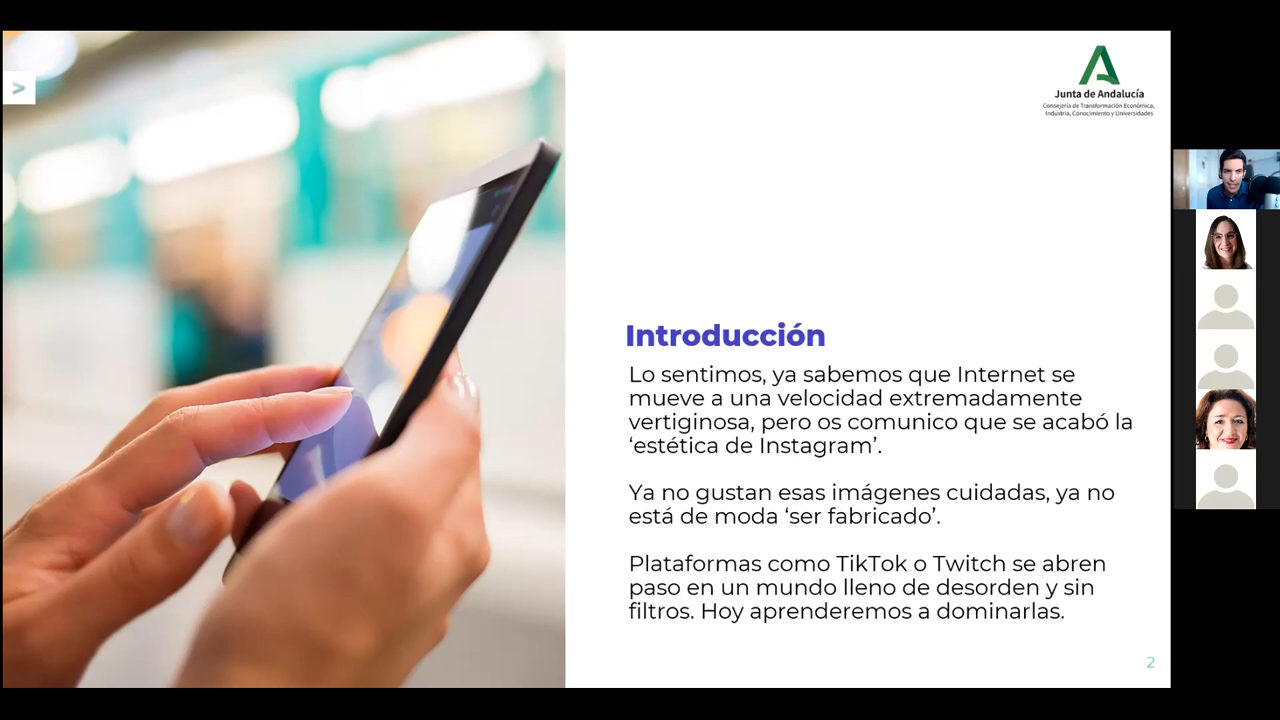 >
Junta de Andalucía
Consejería de Transformación Económica,
Industria, Conocimiento y Universidades
Introducción
Lo sentimos, ya sabemos que Internet se
mueve a una velocidad extremadamente
vertiginosa, pero os comunico que se acabó la
‘estética de Instagram’.
Ya no gustan esas imágenes cuidadas, ya no
está de moda ‘ser fabricado’.
Plataformas como TikTok o Twitch se abren
paso en un mundo lleno de desorden y sin
filtros. Hoy aprenderemos a dominarlas.
2